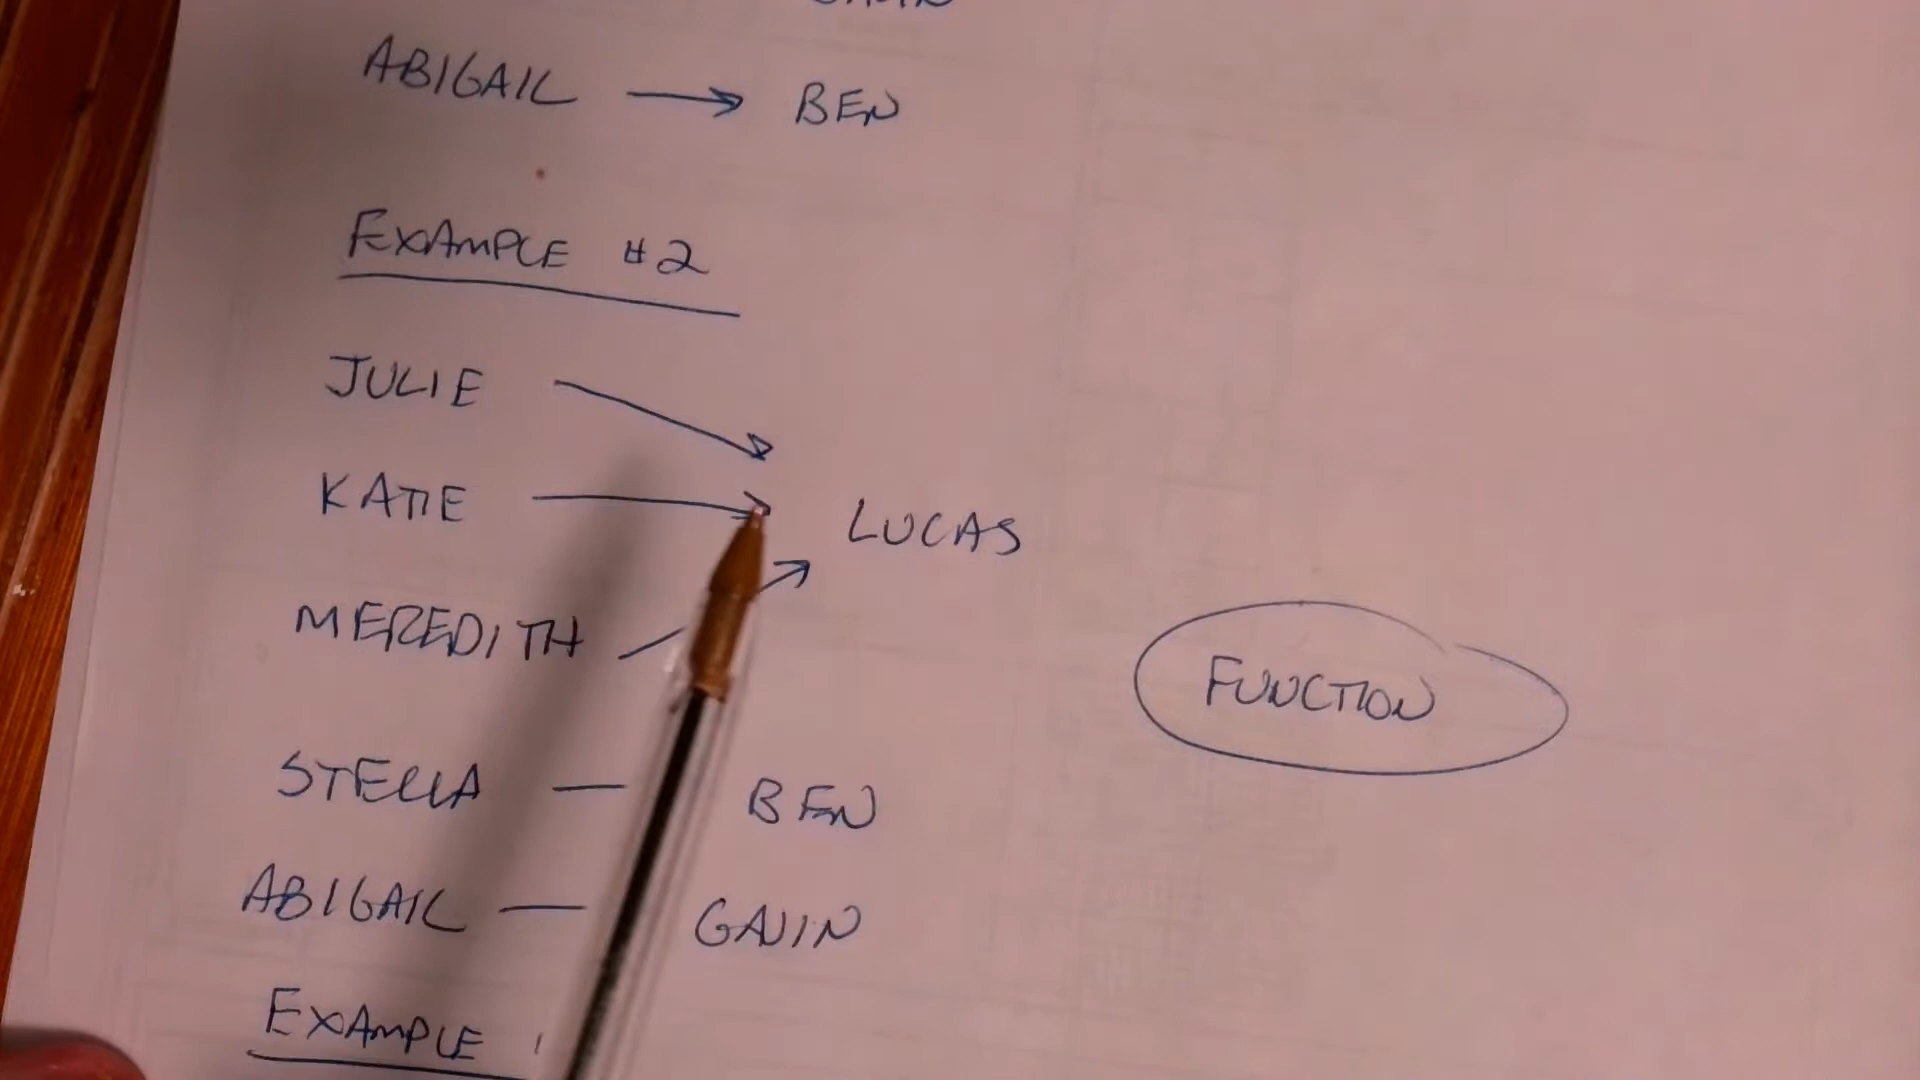 ABIGAIL → BEN
EXAMPLE #2
JULIE
KATIE → LUCAS
MEREDITH
FUNCTION
STELLA — BEN
ABIGAIL — GAVIN
EXAMPLE